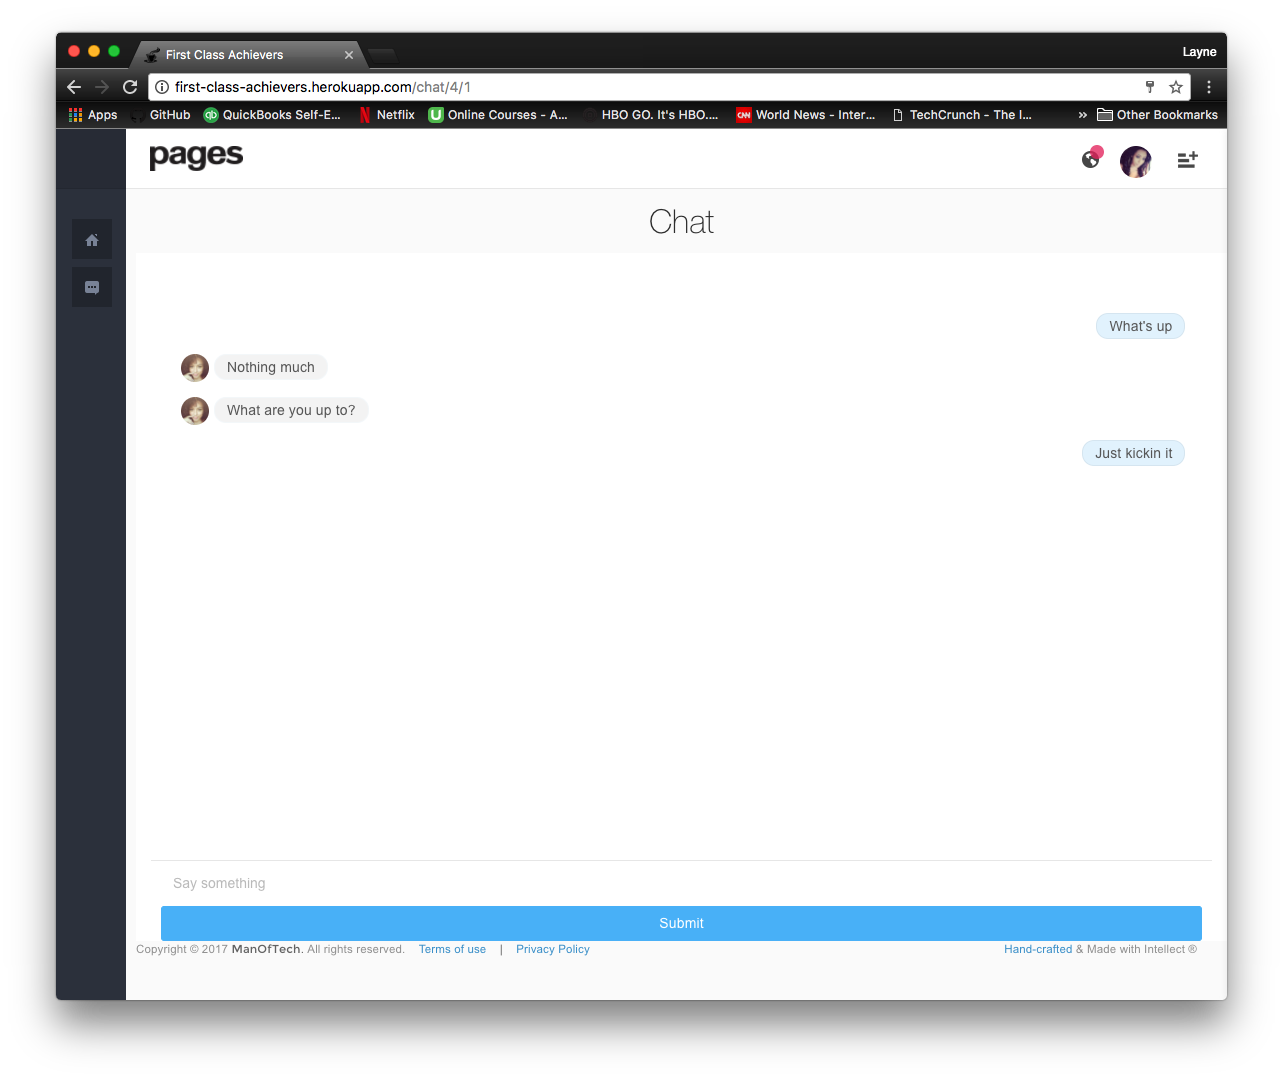 First Class Achievers
Layne
first-class-achievers.herokuapp.com/chat/4/1
Apps GitHub QuickBooks Self-E... Netflix Online Courses - A... HBO GO. It's HBO.... CNN World News - Inter... TechCrunch - The I... » Other Bookmarks
pages
Chat
What's up
Nothing much
What are you up to?
Just kickin it
Say something
Submit
Copyright © 2017 ManOfTech. All rights reserved. Terms of use | Privacy Policy Hand-crafted & Made with Intellect ®